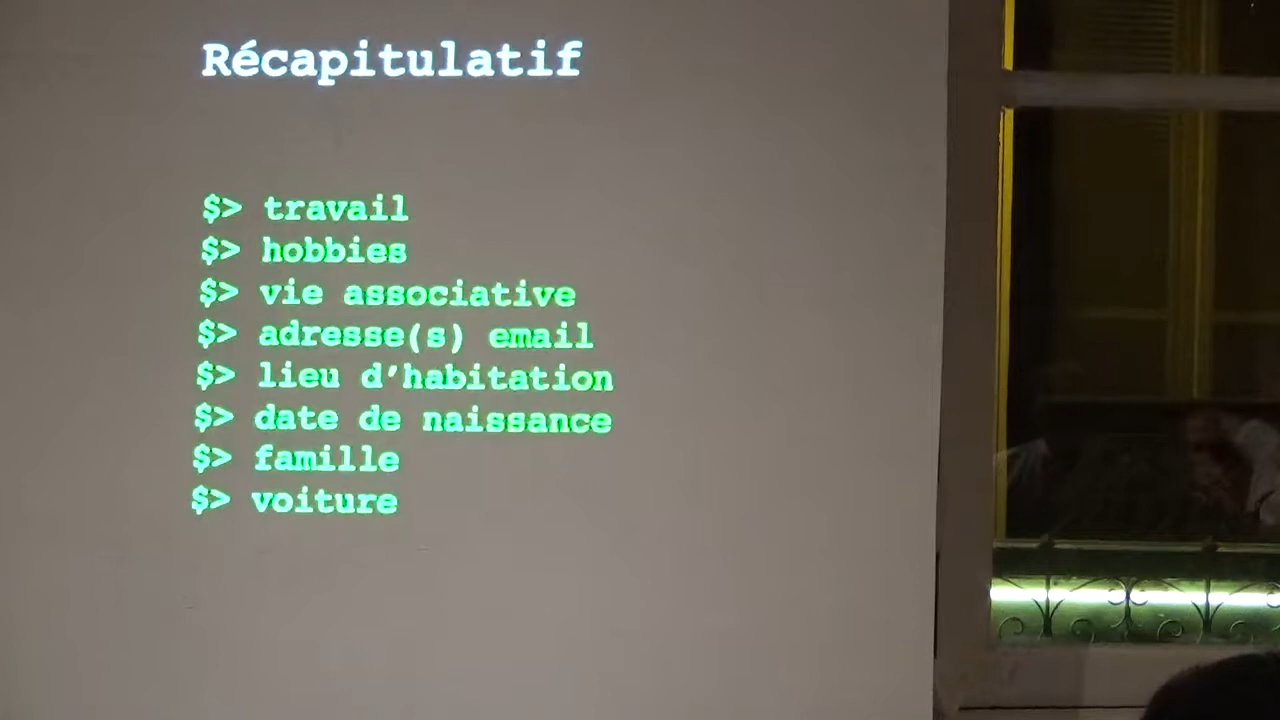 Récapitulatif
$> travail
$> hobbies
$> vie associative
$> adresse(s) email
$> lieu d'habitation
$> date de naissance
$> famille
$> voiture